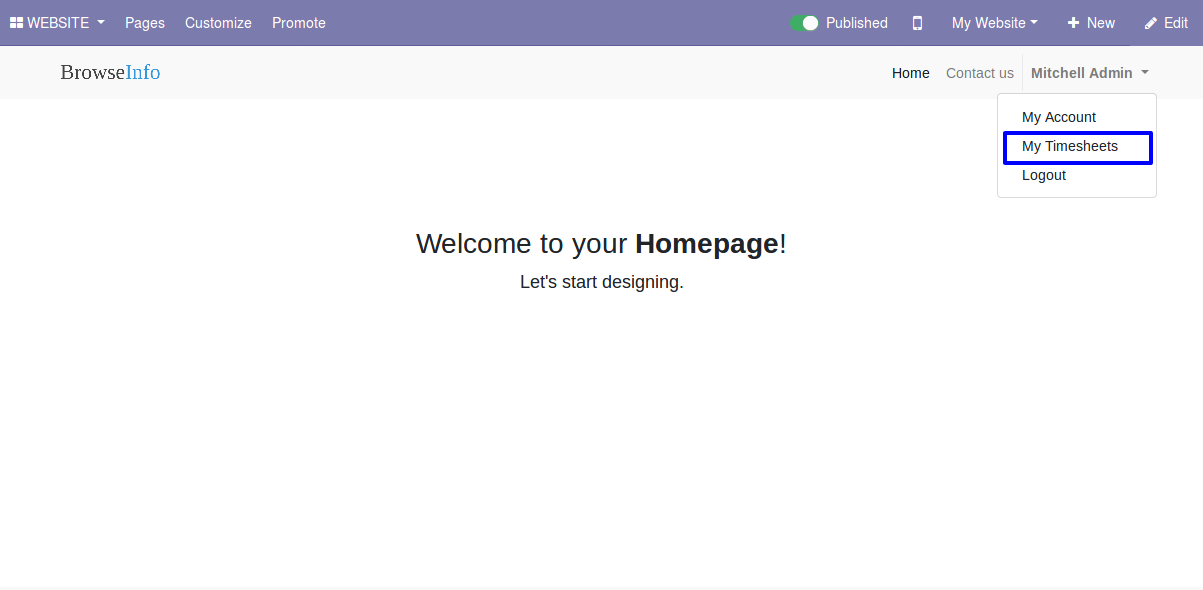 WEBSITE Pages Customize Promote Published My Website New Edit
BrowseInfo Home Contact us Mitchell Admin
My Account
My Timesheets
Logout
Welcome to your Homepage!
Let's start designing.